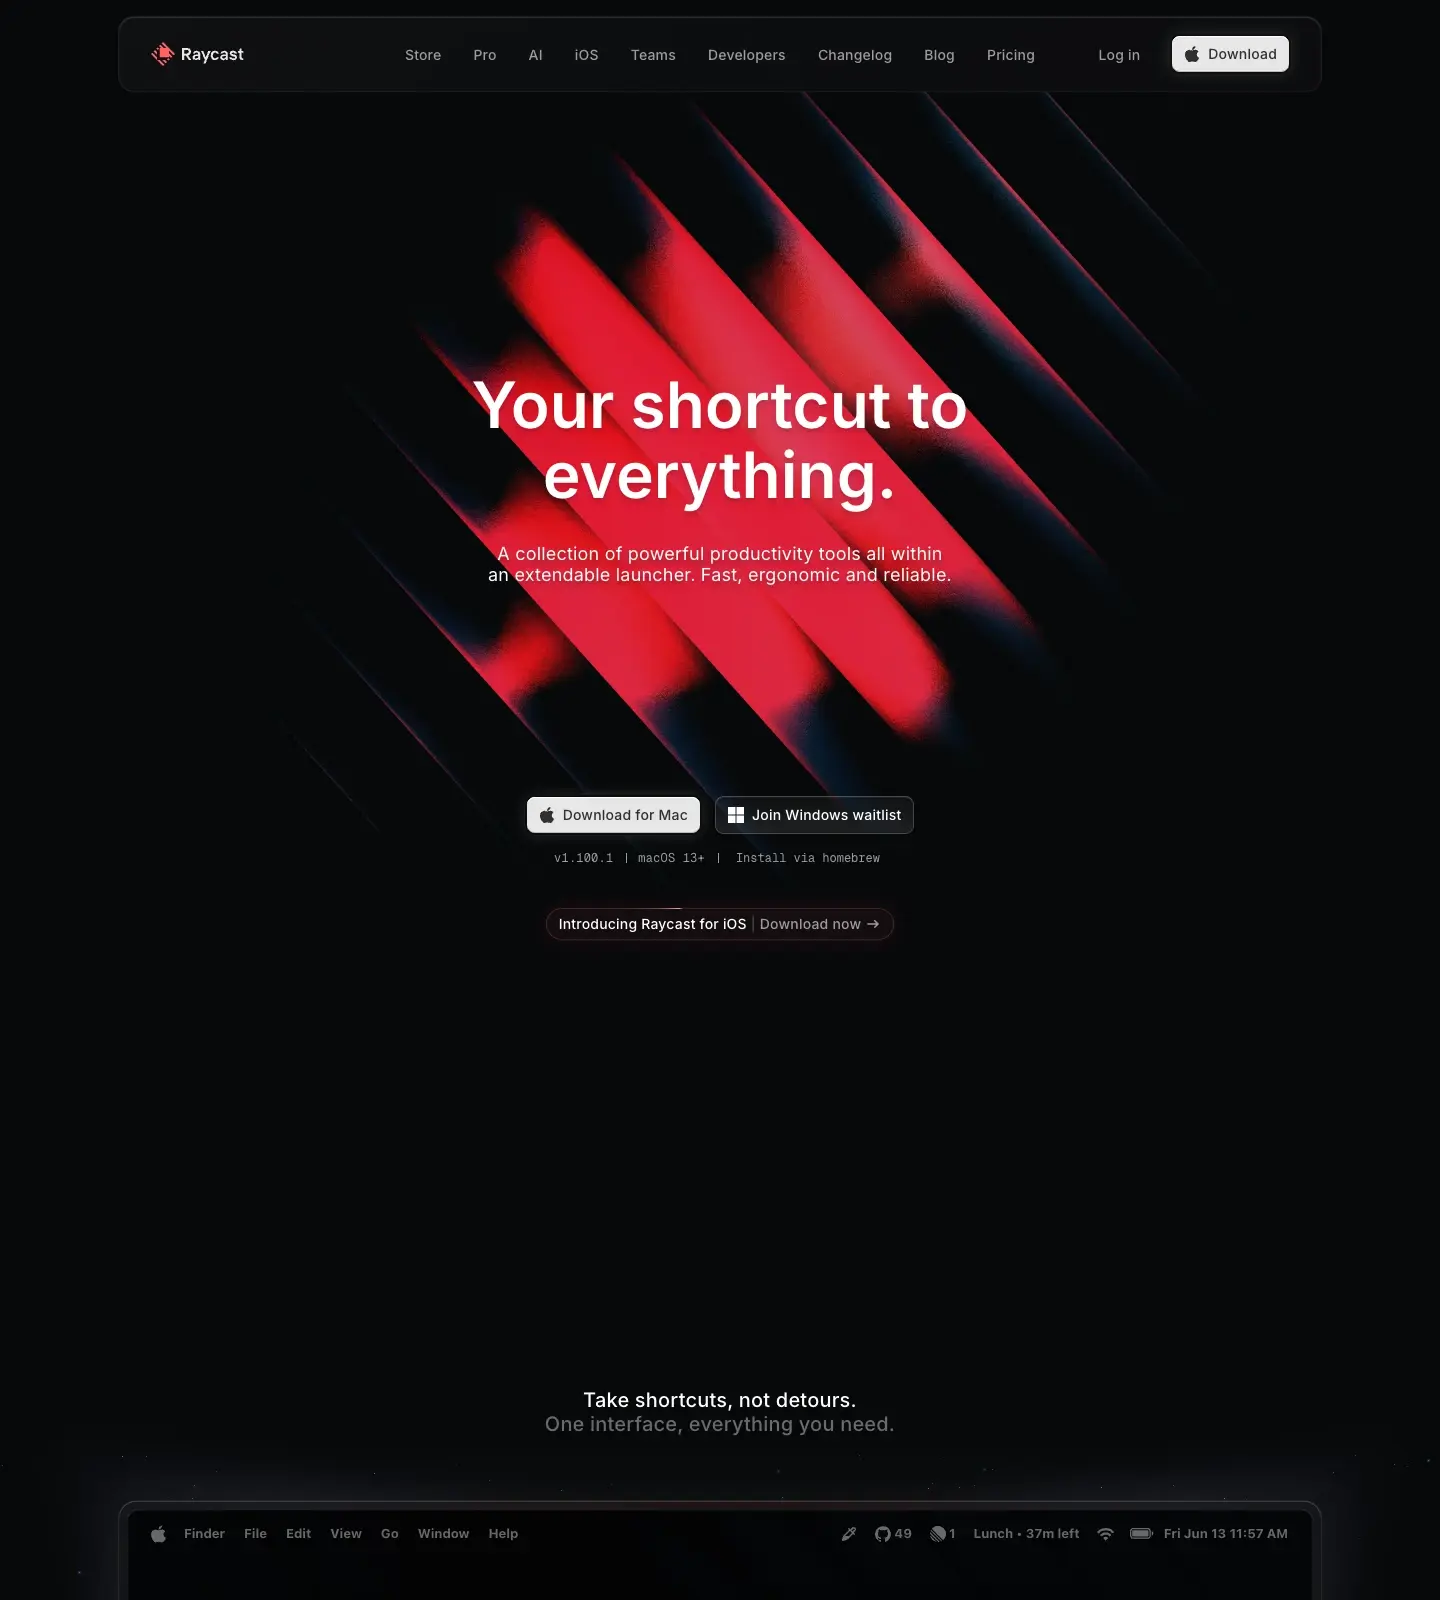 Raycast
Store Pro AI iOS Teams Developers Changelog Blog Pricing Log in Download
Your shortcut to
everything.
A collection of powerful productivity tools all within
an extendable launcher. Fast, ergonomic and reliable.
Download for Mac Join Windows waitlist
v1.100.1 | macOS 13+ | Install via homebrew
Introducing Raycast for iOS | Download now →
Take shortcuts, not detours.
One interface, everything you need.
Finder File Edit View Go Window Help 49 1 Lunch • 37m left Fri Jun 13 11:57 AM